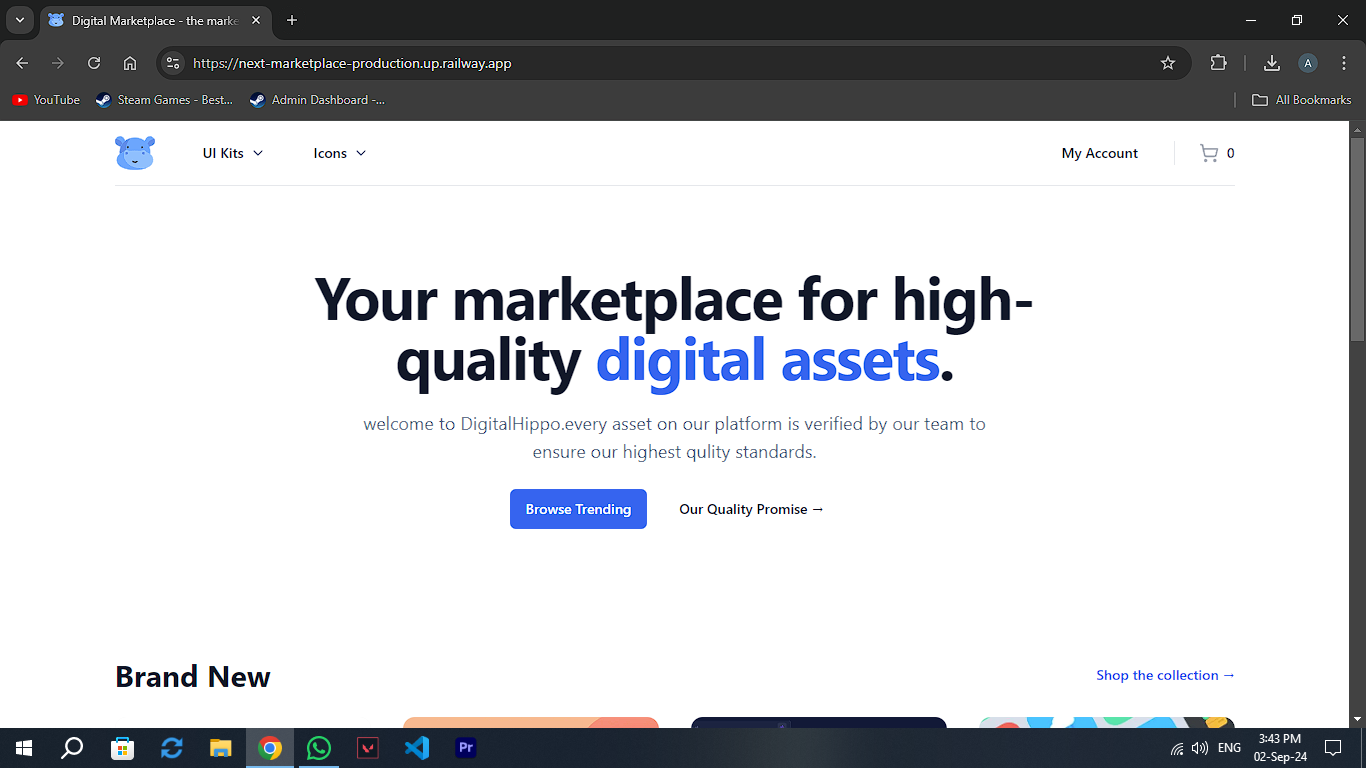 Digital Marketplace - the marke
https://next-marketplace-production.up.railway.app
A
YouTube
Steam Games - Best...
Admin Dashboard -...
All Bookmarks
UI Kits
Icons
My Account
0
Your marketplace for high-
quality digital assets.
welcome to DigitalHippo.every asset on our platform is verified by our team to
ensure our highest qulity standards.
Browse Trending
Our Quality Promise →
Brand New
Shop the collection →
Pr
ENG
3:43 PM
02-Sep-24